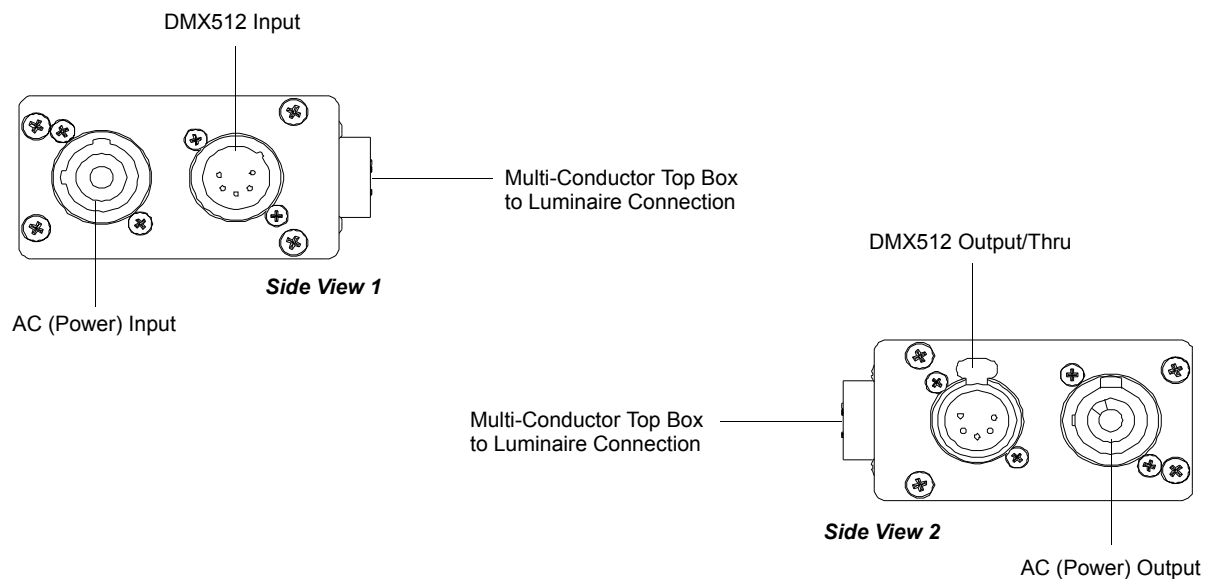 DMX512 Input
Multi-Conductor Top Box
to Luminaire Connection
Side View 1
AC (Power) Input
DMX512 Output/Thru
Multi-Conductor Top Box
to Luminaire Connection
Side View 2
AC (Power) Output